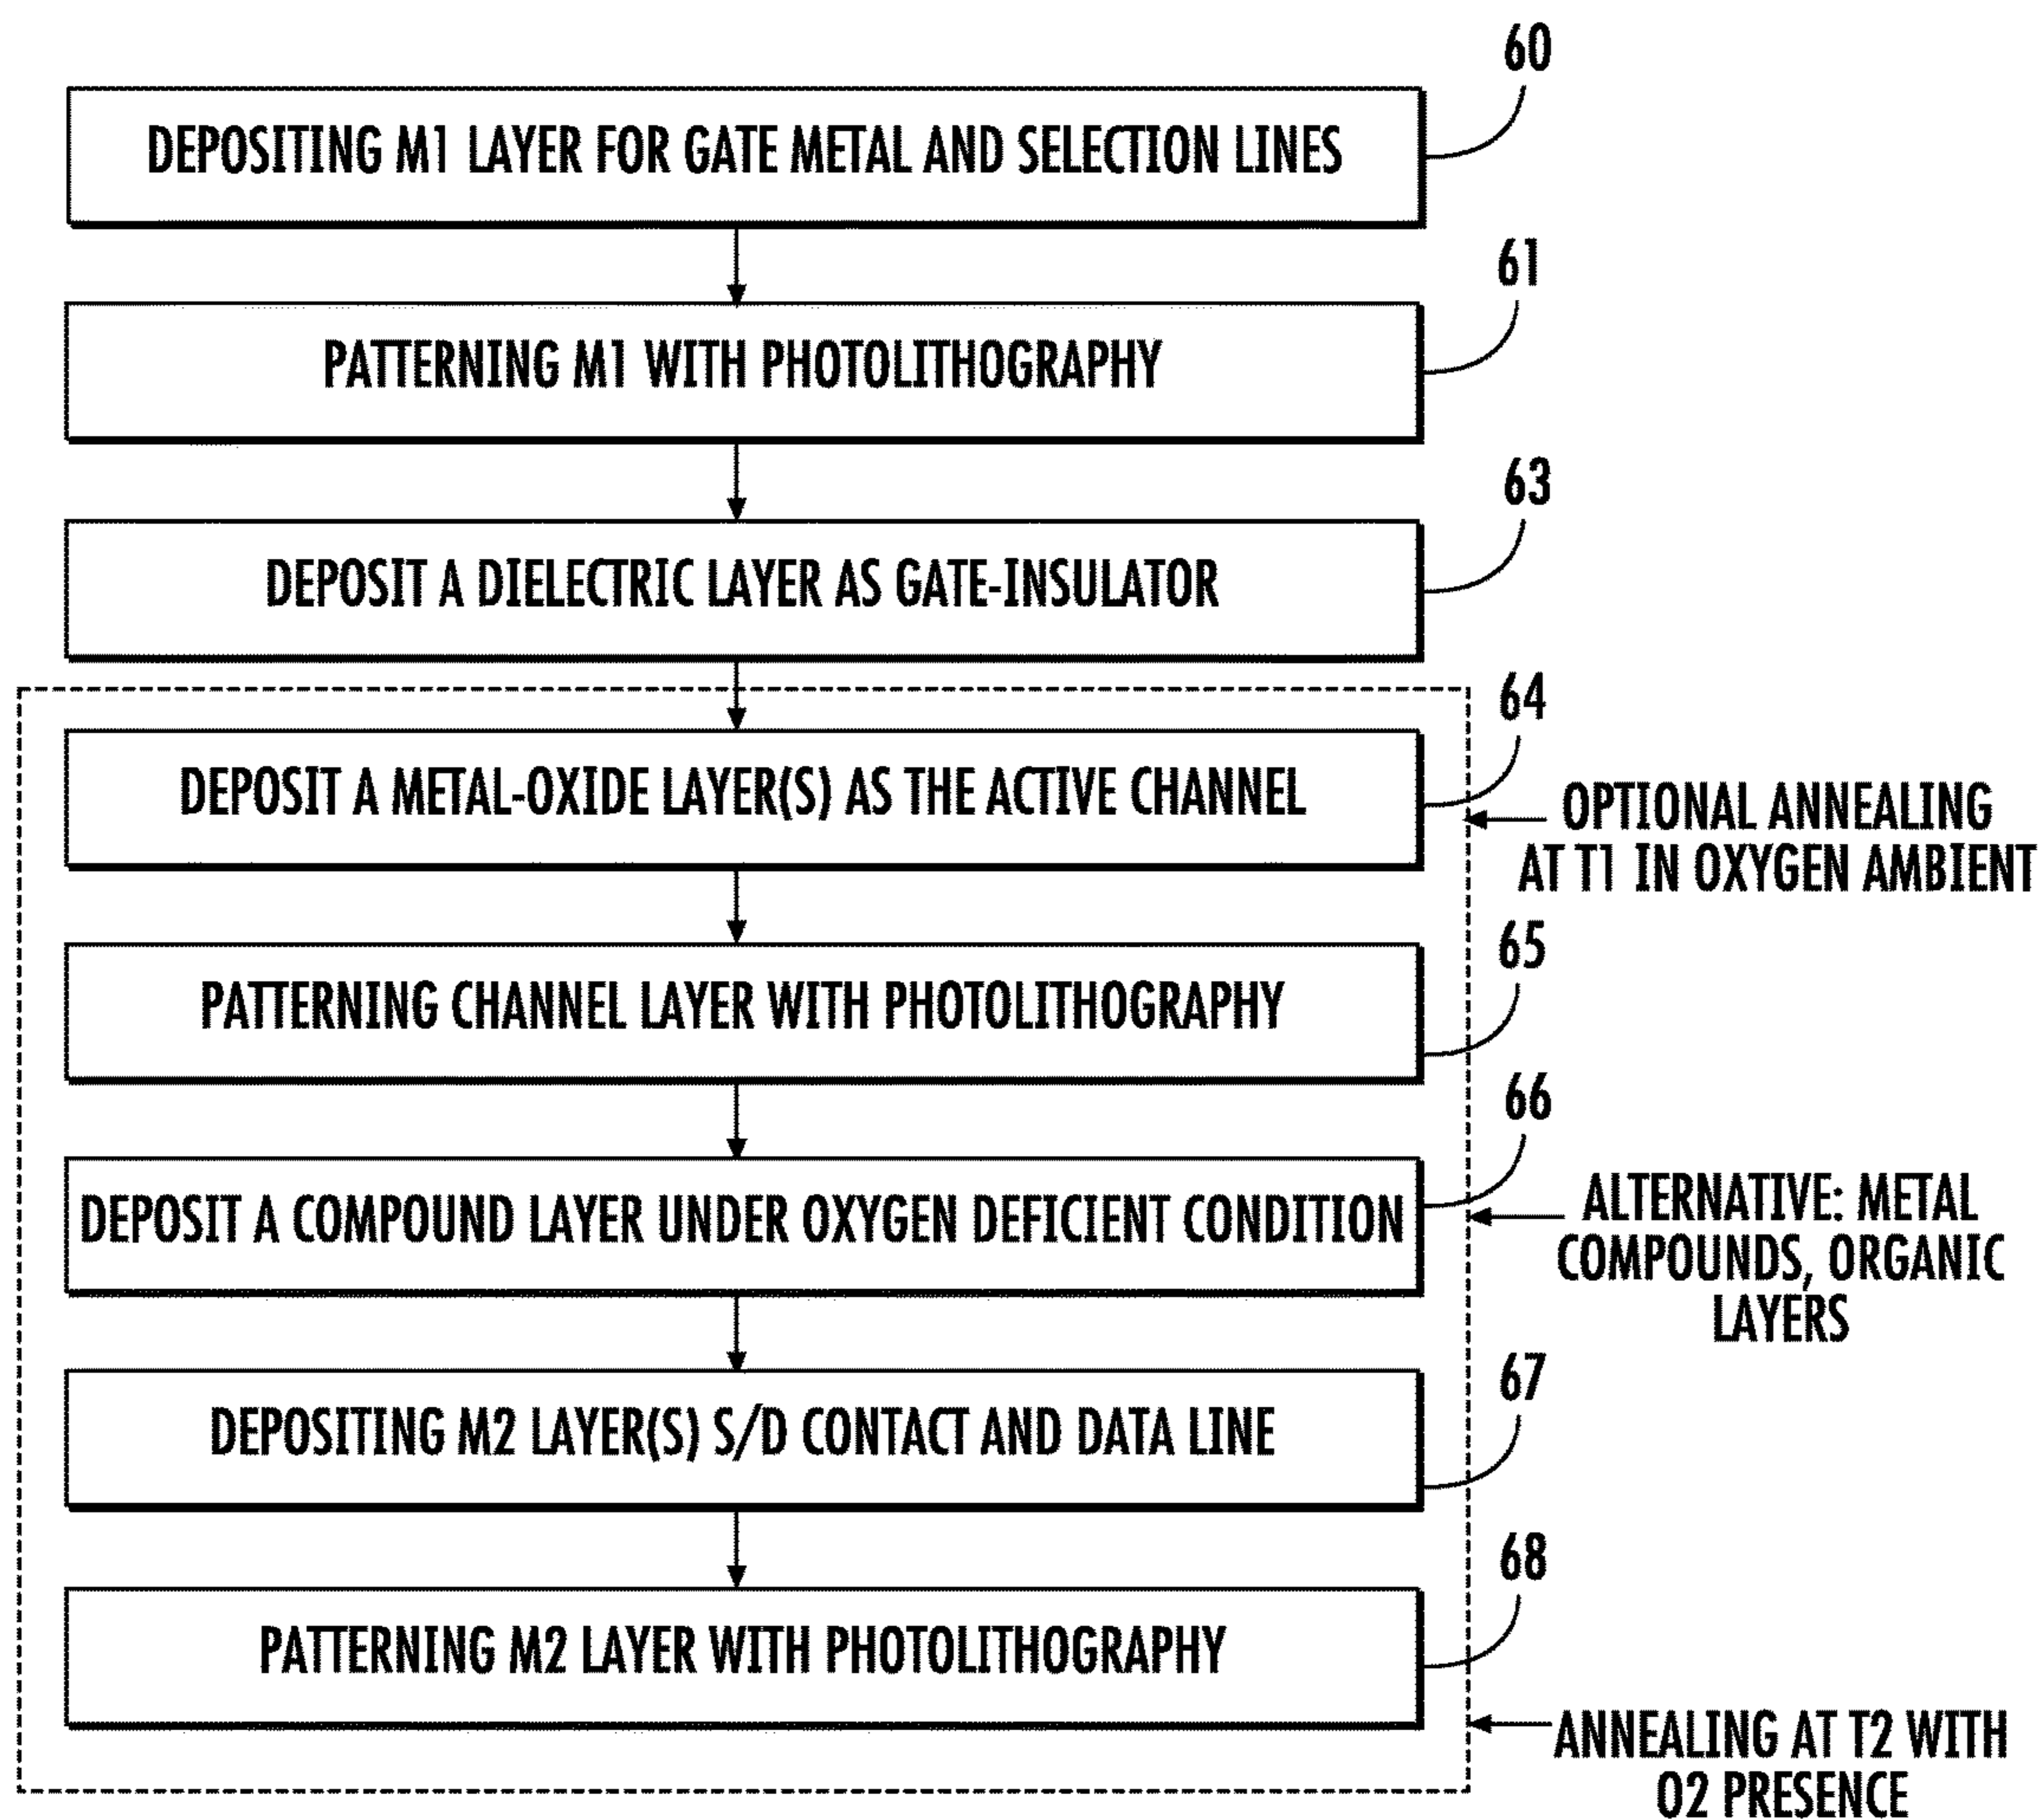 60
DEPOSITING M1 LAYER FOR GATE METAL AND SELECTION LINES
61
PATTERNING M1 WITH PHOTOLITHOGRAPHY
63
DEPOSIT A DIELECTRIC LAYER AS GATE-INSULATOR
64
DEPOSIT A METAL-OXIDE LAYER(S) AS THE ACTIVE CHANNEL
OPTIONAL ANNEALING
AT T1 IN OXYGEN AMBIENT
65
PATTERNING CHANNEL LAYER WITH PHOTOLITHOGRAPHY
66
DEPOSIT A COMPOUND LAYER UNDER OXYGEN DEFICIENT CONDITION
ALTERNATIVE: METAL
COMPOUNDS, ORGANIC
LAYERS
67
DEPOSITING M2 LAYER(S) S/D CONTACT AND DATA LINE
68
PATTERNING M2 LAYER WITH PHOTOLITHOGRAPHY
ANNEALING AT T2 WITH
O2 PRESENCE